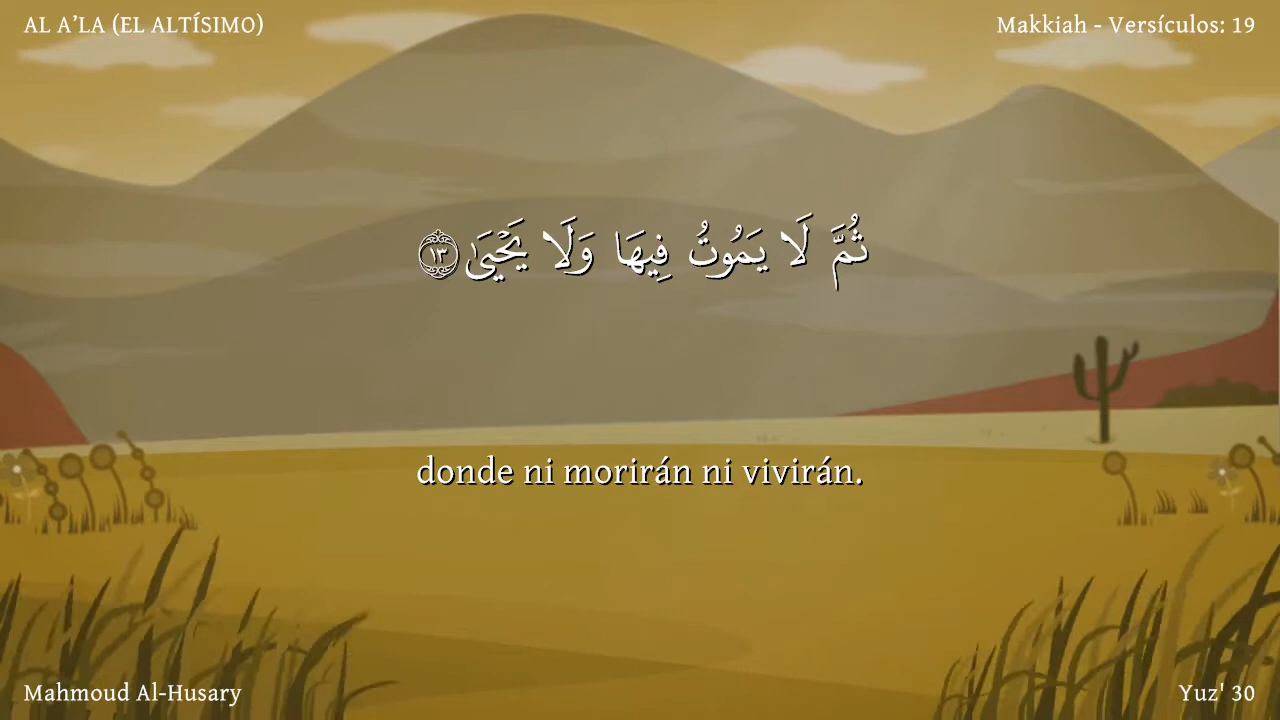 AL A’LA (EL ALTÍSIMO)
Makkiah - Versículos: 19
ثُمَّ لَا يَمُوتُ فِيهَا وَلَا يَحْيَىٰ ١٣
donde ni morirán ni vivirán.
Mahmoud Al-Husary
Yuz' 30